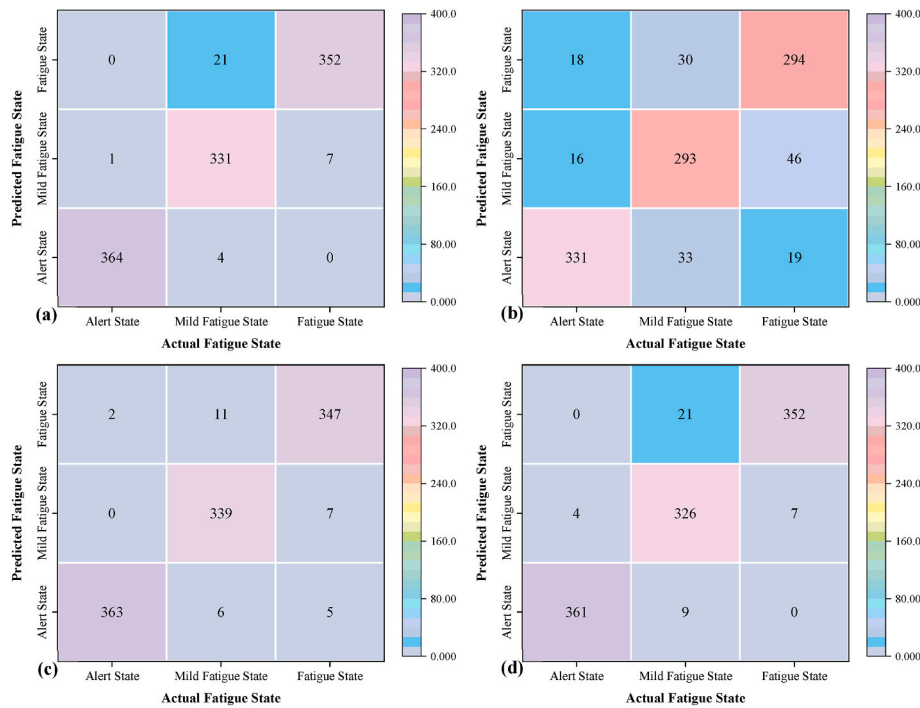 400.0
320.0
240.0
160.0
80.00
0.000
Predicted Fatigue State
Fatigue State
Mild Fatigue State
Alert State
0 21 352
1 331 7
364 4 0
Alert State Mild Fatigue State Fatigue State
Actual Fatigue State
(a)
400.0
320.0
240.0
160.0
80.00
0.000
Predicted Fatigue State
Fatigue State
Mild Fatigue State
Alert State
18 30 294
16 293 46
331 33 19
Alert State Mild Fatigue State Fatigue State
Actual Fatigue State
(b)
400.0
320.0
240.0
160.0
80.00
0.000
Predicted Fatigue State
Fatigue State
Mild Fatigue State
Alert State
2 11 347
0 339 7
363 6 5
Alert State Mild Fatigue State Fatigue State
Actual Fatigue State
(c)
400.0
320.0
240.0
160.0
80.00
0.000
Predicted Fatigue State
Fatigue State
Mild Fatigue State
Alert State
0 21 352
4 326 7
361 9 0
Alert State Mild Fatigue State Fatigue State
Actual Fatigue State
(d)